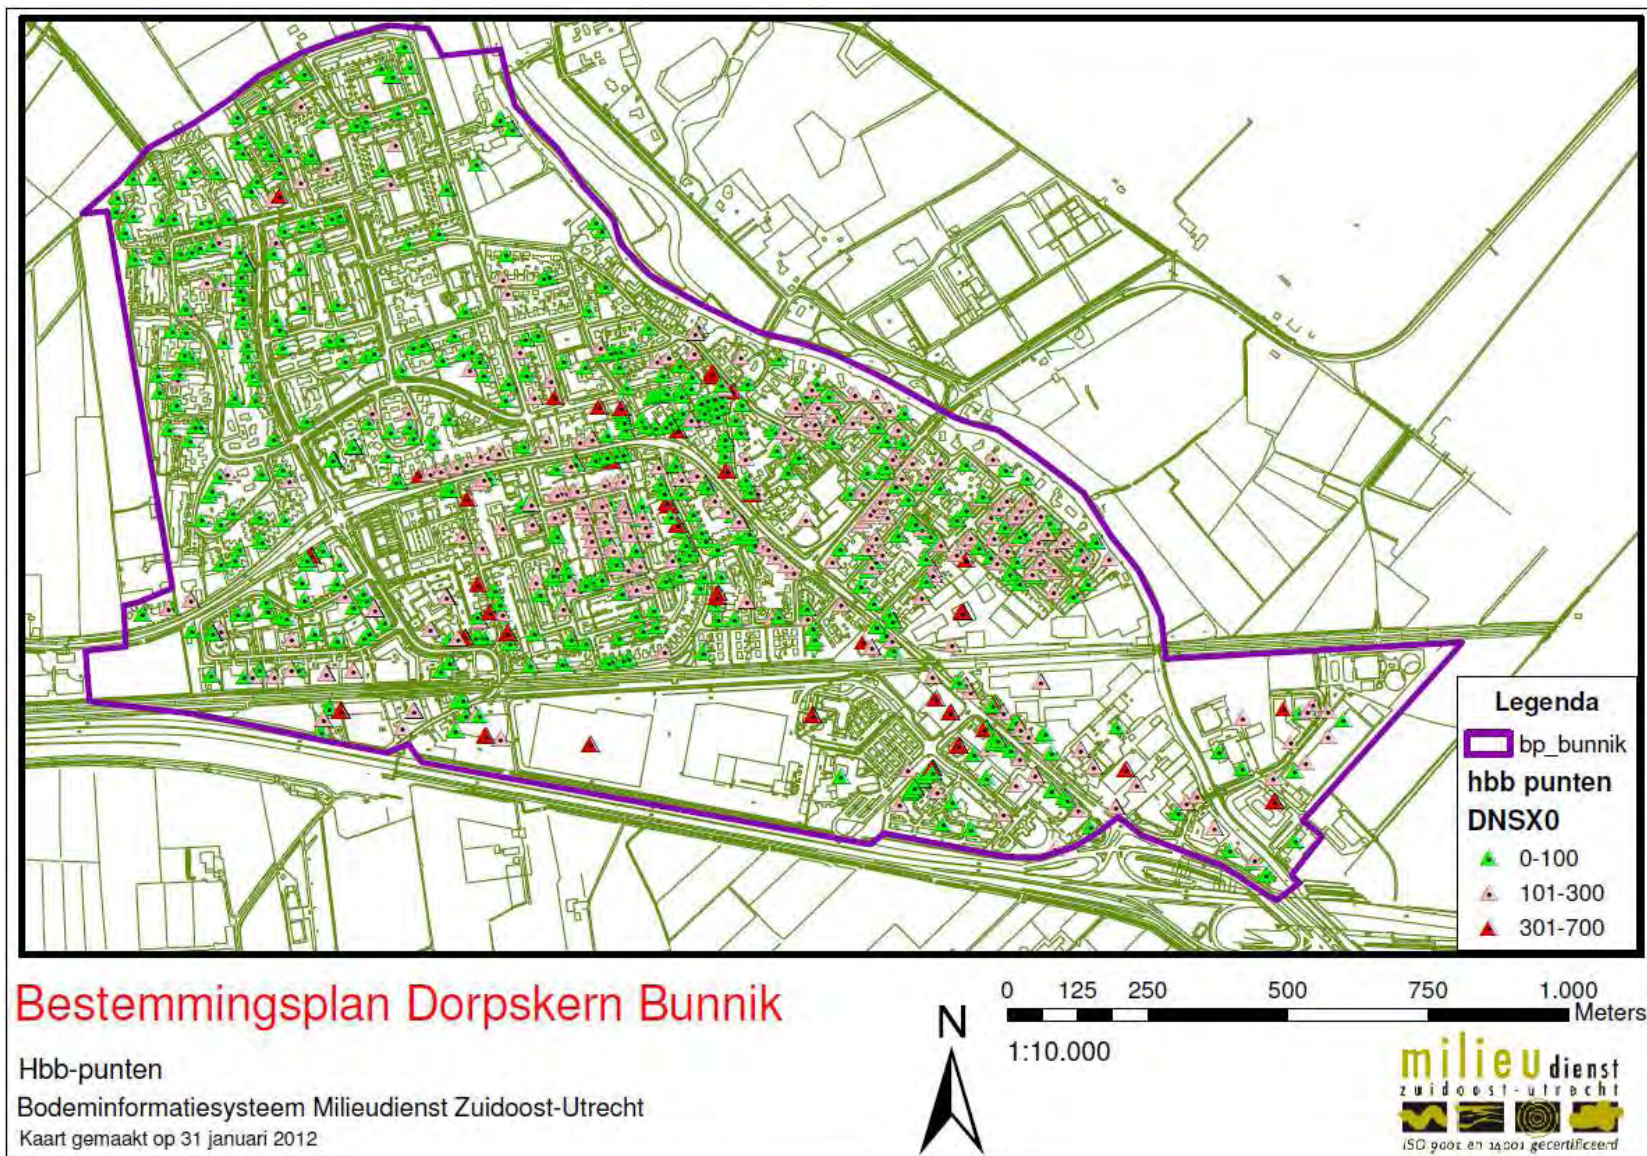 Legenda
bp_bunnik
hbb punten
DNSX0
0-100
101-300
301-700
Bestemmingsplan Dorpskern Bunnik
Hbb-punten
Bodeminformatiesysteem Milieudienst Zuidoost-Utrecht
Kaart gemaakt op 31 januari 2012
N
0 125 250 500 750 1.000
Meters
1:10.000
milieudienst
zuidoost-utrecht
ISO 9001 en 14001 gecertificeerd